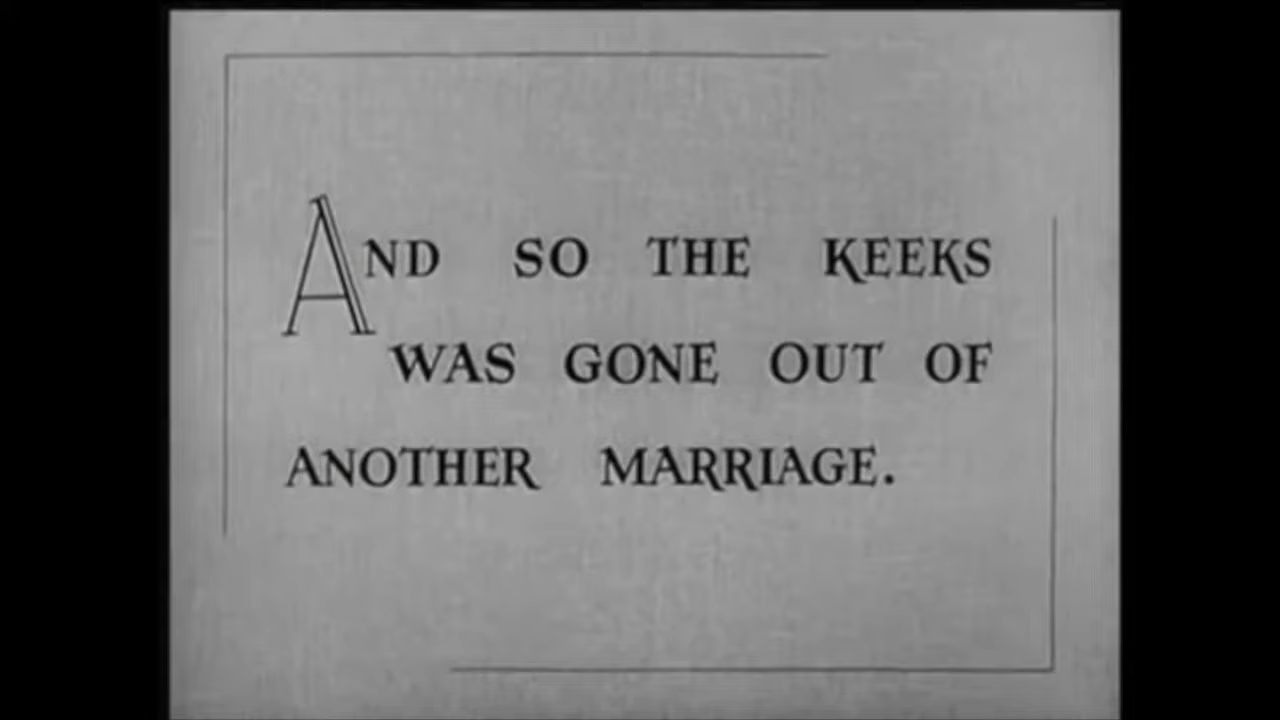 AND SO THE KEEKS
WAS GONE OUT OF
ANOTHER MARRIAGE.